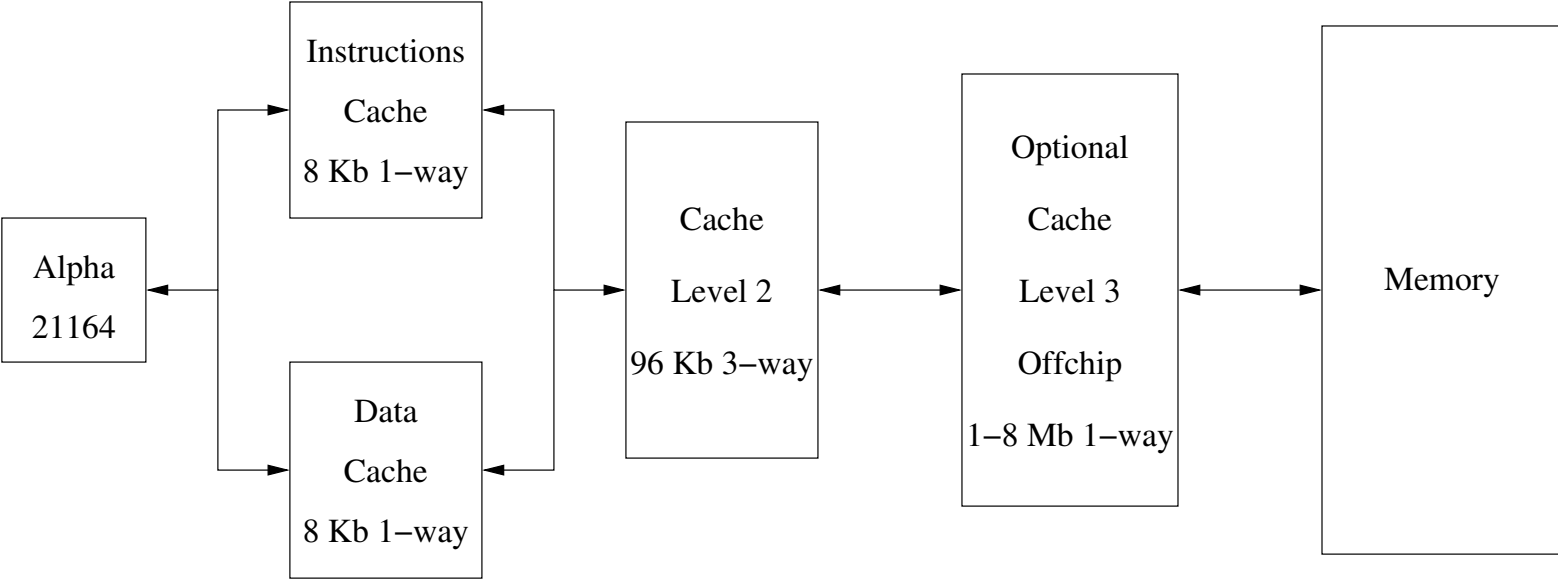 Alpha
21164
Instructions
Cache
8 Kb 1−way
Data
Cache
8 Kb 1−way
Cache
Level 2
96 Kb 3−way
Optional
Cache
Level 3
Offchip
1−8 Mb 1−way
Memory